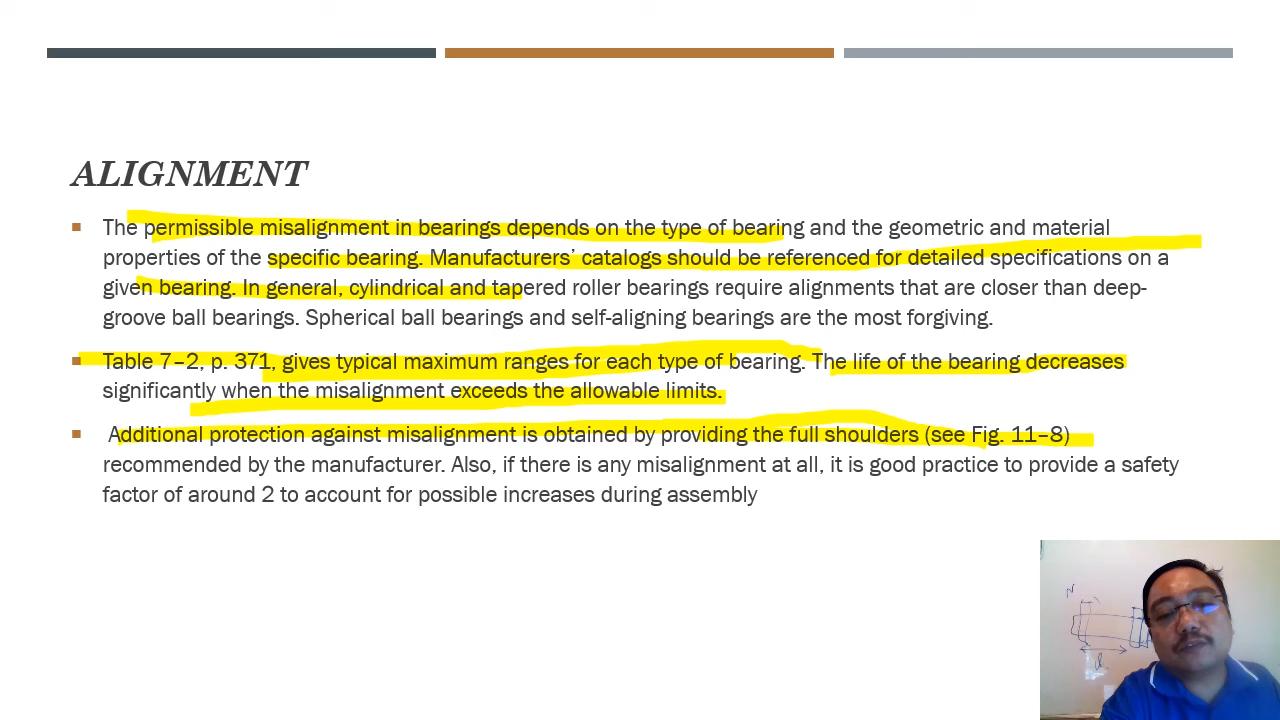 ALIGNMENT
The permissible misalignment in bearings depends on the type of bearing and the geometric and material
properties of the specific bearing. Manufacturers’ catalogs should be referenced for detailed specifications on a
given bearing. In general, cylindrical and tapered roller bearings require alignments that are closer than deep-
groove ball bearings. Spherical ball bearings and self-aligning bearings are the most forgiving.
Table 7–2, p. 371, gives typical maximum ranges for each type of bearing. The life of the bearing decreases
significantly when the misalignment exceeds the allowable limits.
Additional protection against misalignment is obtained by providing the full shoulders (see Fig. 11–8)
recommended by the manufacturer. Also, if there is any misalignment at all, it is good practice to provide a safety
factor of around 2 to account for possible increases during assembly
N